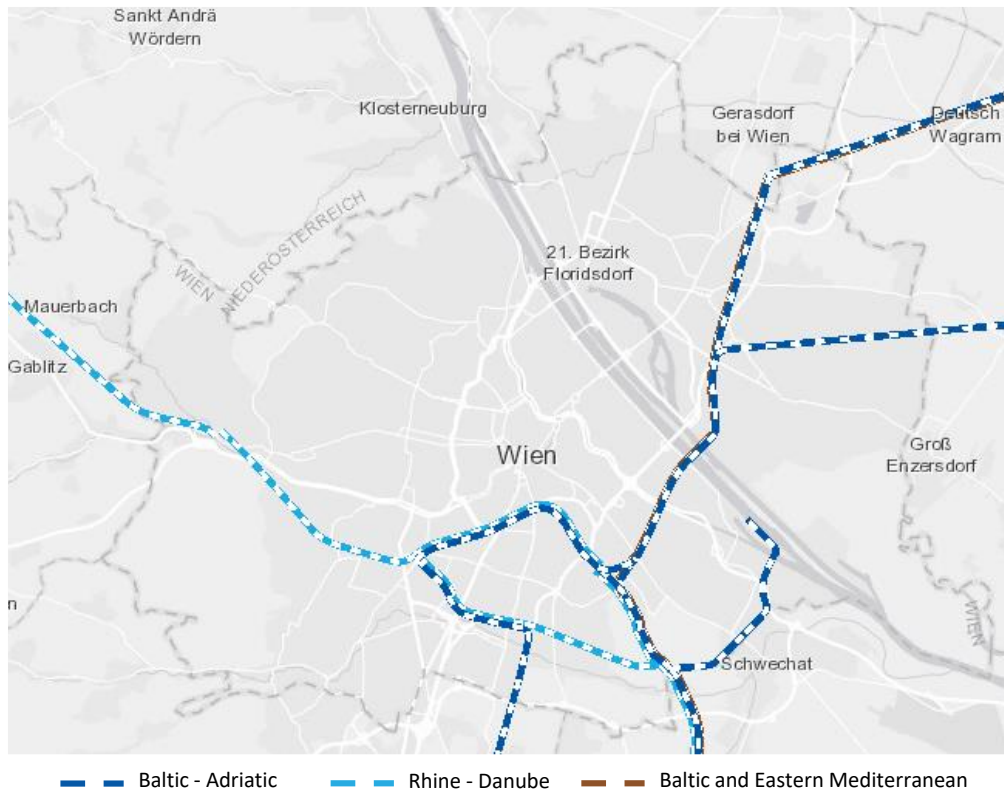 Sankt Andrä
Wördern
Klosterneuburg
Gerasdorf
bei Wien
Deutsch
Wagram
21. Bezirk
Floridsdorf
WIEN
NIEDERÖSTERREICH
Mauerbach
Gablitz
Wien
Groß
Enzersdorf
n
WIEN
Schwechat
Baltic - Adriatic
Rhine - Danube
Baltic and Eastern Mediterranean